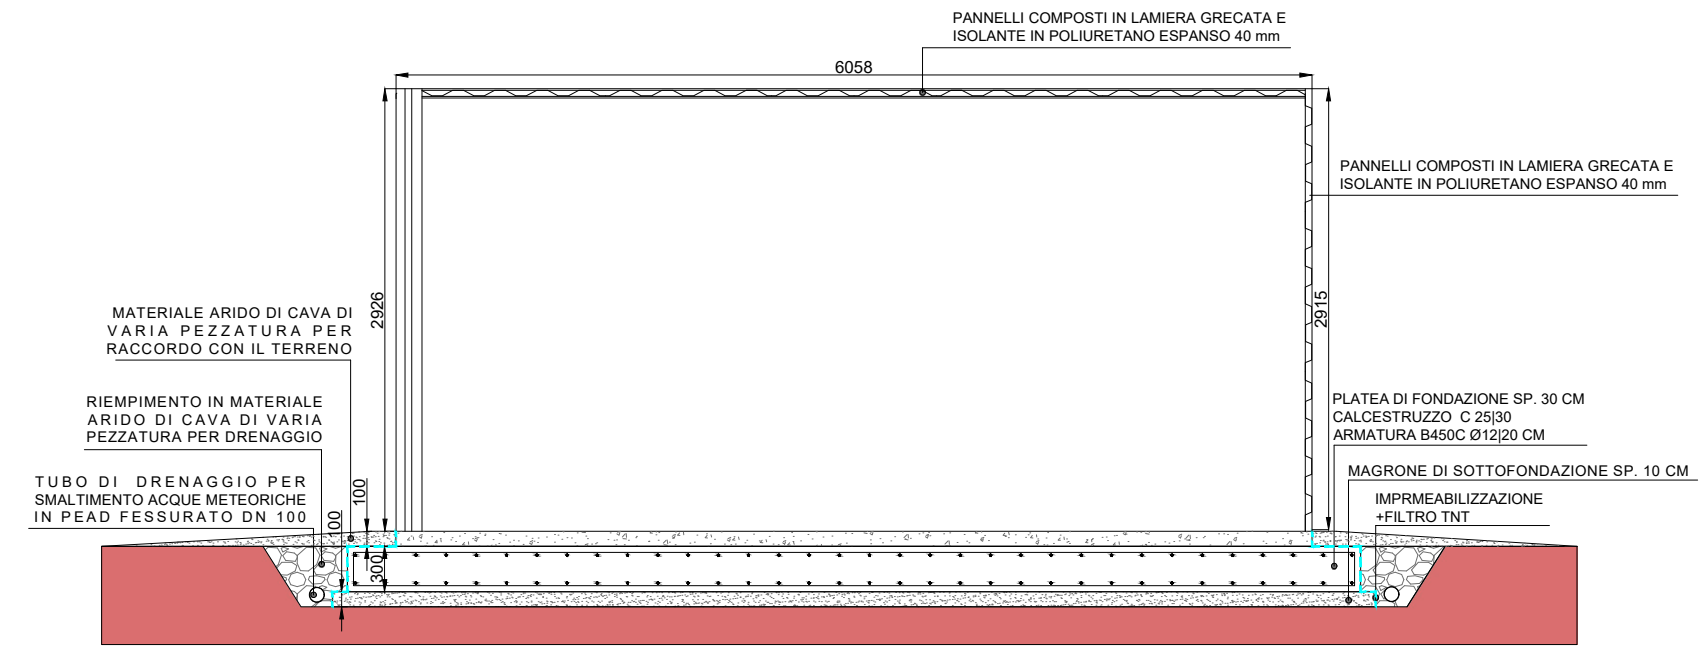 PANNELLI COMPOSTI IN LAMIERA GRECATA E
ISOLANTE IN POLIURETANO ESPANSO 40 mm
6058
PANNELLI COMPOSTI IN LAMIERA GRECATA E
ISOLANTE IN POLIURETANO ESPANSO 40 mm
2926
2915
MATERIALE ARIDO DI CAVA DI
VARIA PEZZATURA PER
RACCORDO CON IL TERRENO
RIEMPIMENTO IN MATERIALE
ARIDO DI CAVA DI VARIA
PEZZATURA PER DRENAGGIO
TUBO DI DRENAGGIO PER
SMALTIMENTO ACQUE METEORICHE
IN PEAD FESSURATO DN 100
100
100
300
PLATEA DI FONDAZIONE SP. 30 CM
CALCESTRUZZO C 25|30
ARMATURA B450C Ø12|20 CM
MAGRONE DI SOTTOFONDAZIONE SP. 10 CM
IMPRMEABILIZZAZIONE
+FILTRO TNT